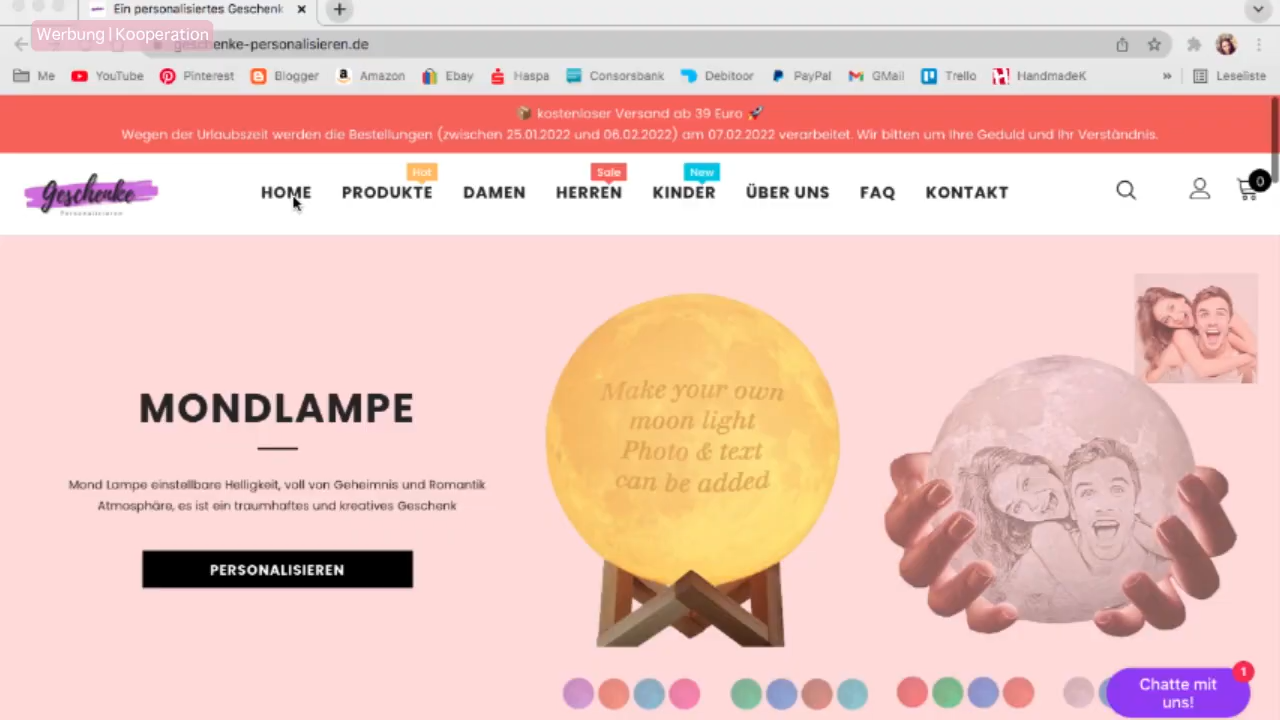 Ein personalisiertes Geschenk
Werbung | Kooperation
geschenke-personalisieren.de
Me YouTube Pinterest Blogger Amazon Ebay Haspa Consorsbank Debitoor PayPal GMail Trello HandmadeK » Leseliste
kostenloser Versand ab 39 Euro
Wegen der Urlaubszeit werden die Bestellungen (zwischen 25.01.2022 und 06.02.2022) am 07.02.2022 verarbeitet. Wir bitten um Ihre Geduld und Ihr Verständnis.
Hot Sale New
Geschenke
Personalisieren
HOME PRODUKTE DAMEN HERREN KINDER ÜBER UNS FAQ KONTAKT
0
MONDLAMPE
Mond Lampe einstellbare Helligkeit, voll von Geheimnis und Romantik
Atmosphäre, es ist ein traumhaftes und kreatives Geschenk
PERSONALISIEREN
Make your own
moon light
Photo & text
can be added
1
Chatte mit
uns!